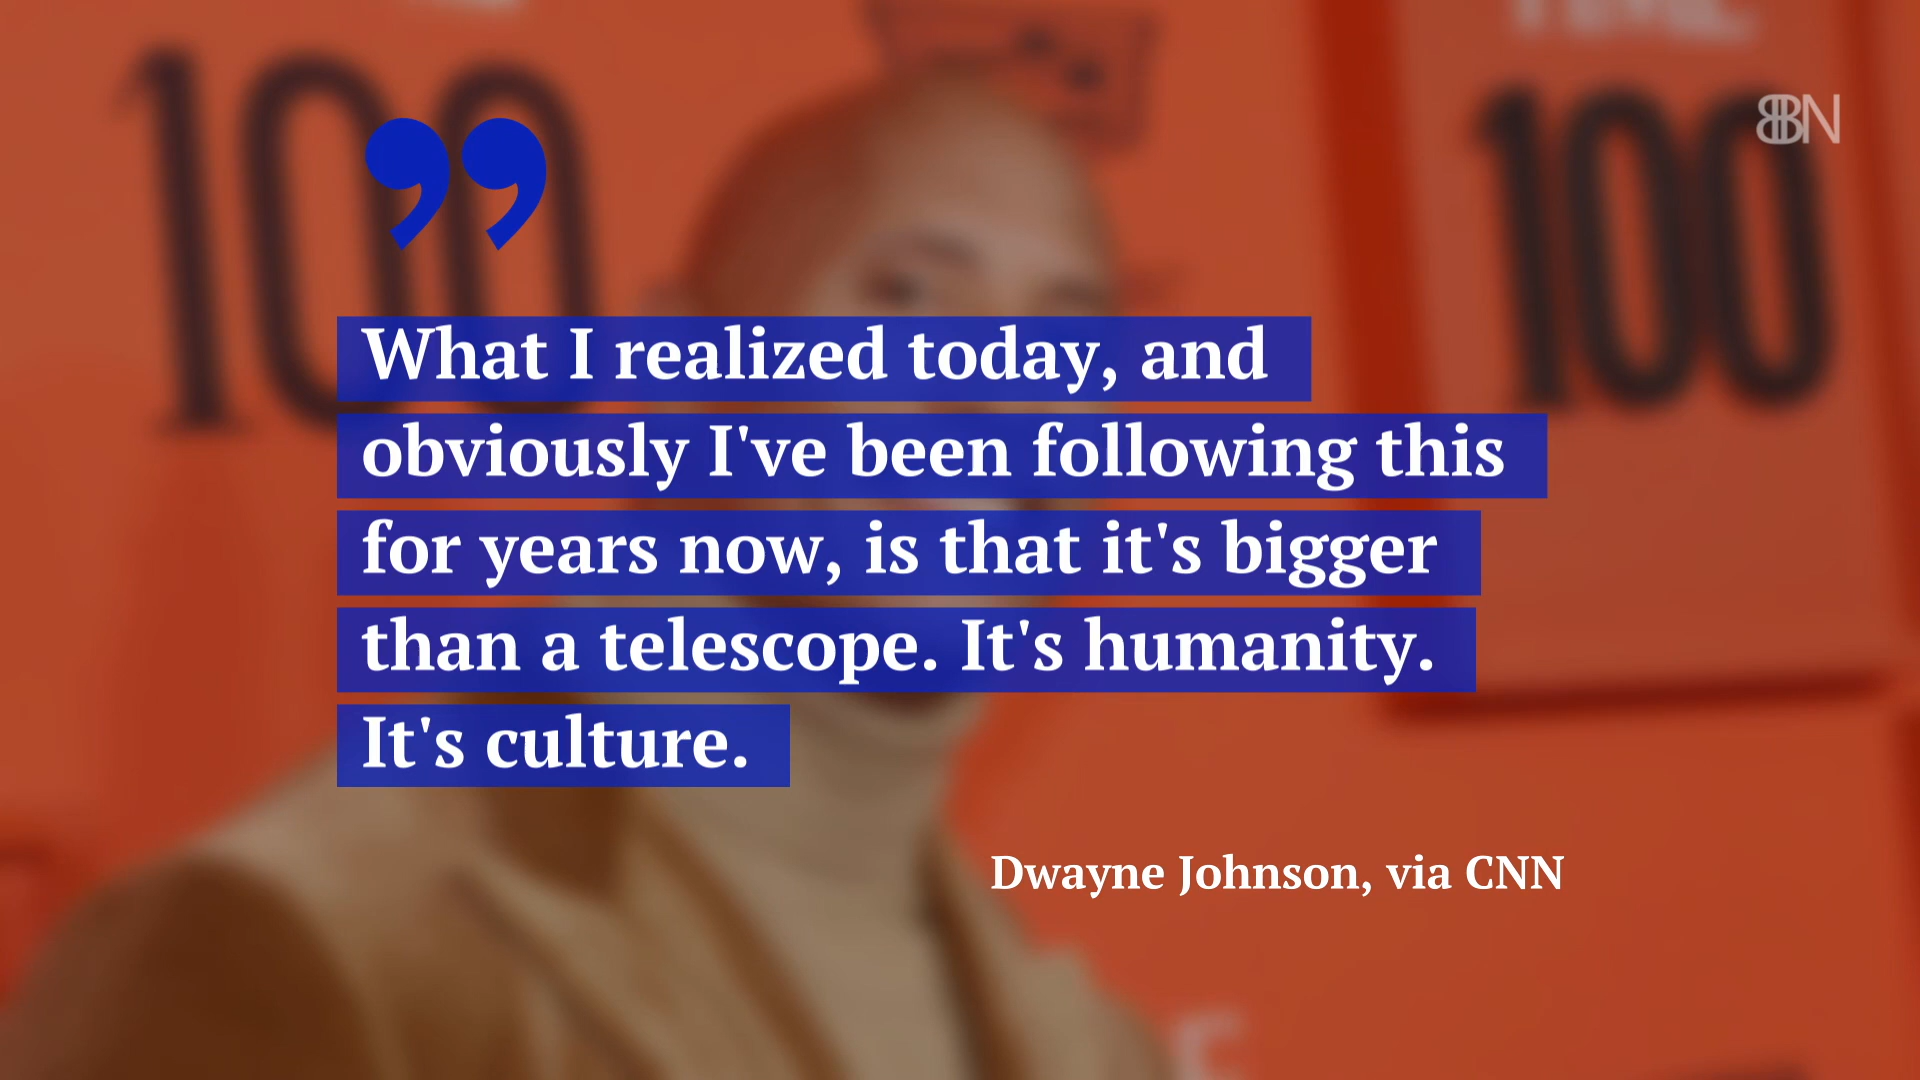 100
100
BBN
What I realized today, and
obviously I've been following this
for years now, is that it's bigger
than a telescope. It's humanity.
It's culture.
Dwayne Johnson, via CNN